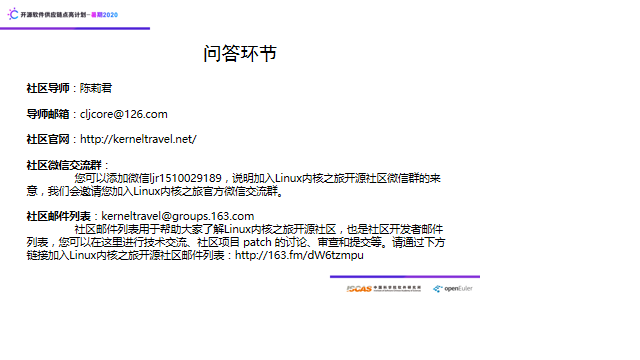 开源软件供应链点亮计划-暑期2020
问答环节
社区导师：陈莉君
导师邮箱：cljcore@126.com
社区官网：http://kerneltravel.net/
社区微信交流群：
您可以添加微信ljr1510029189，说明加入Linux内核之旅开源社区微信群的来
意，我们会邀请您加入Linux内核之旅官方微信交流群。
社区邮件列表：kerneltravel@groups.163.com
社区邮件列表用于帮助大家了解Linux内核之旅开源社区，也是社区开发者邮件
列表，您可以在这里进行技术交流、社区项目 patch 的讨论、审查和提交等。请通过下方
链接加入Linux内核之旅开源社区邮件列表：http://163.fm/dW6tzmpu
ISCAS 中国科学院软件研究所
openEuler